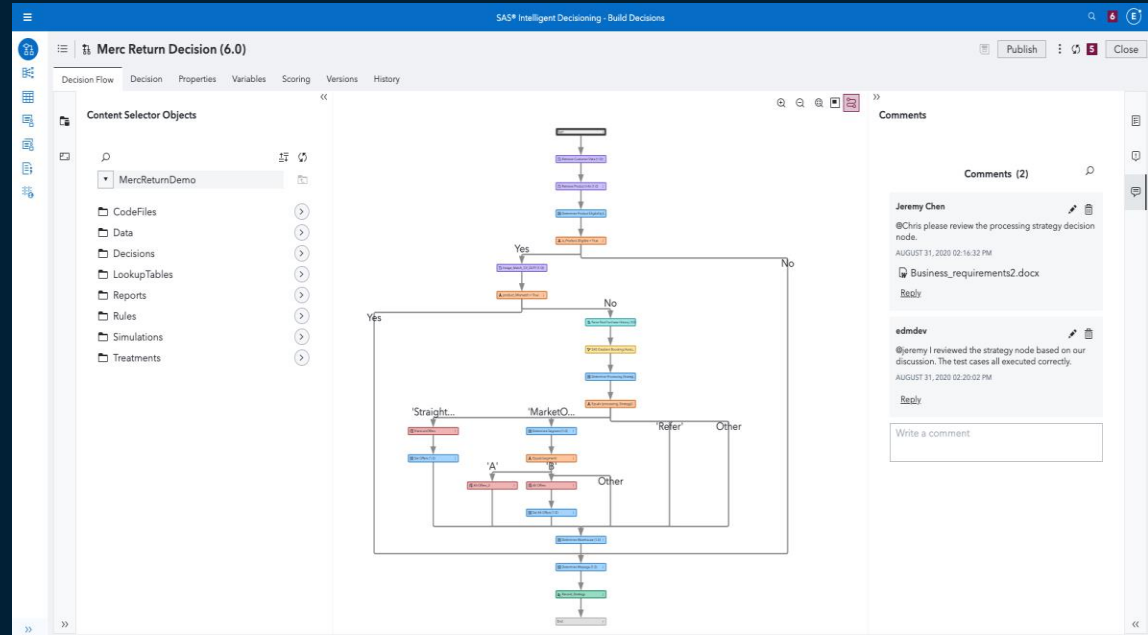 SAS® Intelligent Decisioning - Build Decisions
6
E
Merc Return Decision (6.0)
Publish
5
Close
Decision Flow
Decision
Properties
Variables
Scoring
Versions
History
Content Selector Objects
MercReturnDemo
CodeFiles
Data
Decisions
LookupTables
Reports
Rules
Simulations
Treatments
Yes
No
Yes
No
'Straight...
'MarketO...
'Refer'
Other
'A'
'B'
Other
Comments
Comments (2)
Jeremy Chen
@Chris please review the processing strategy decision
node.
AUGUST 31, 2020 02:16:32 PM
Business_requirements2.docx
Reply
edmdev
@jeremy I reviewed the strategy node based on our
discussion. The test cases all executed correctly.
AUGUST 31, 2020 02:20:02 PM
Reply
Write a comment